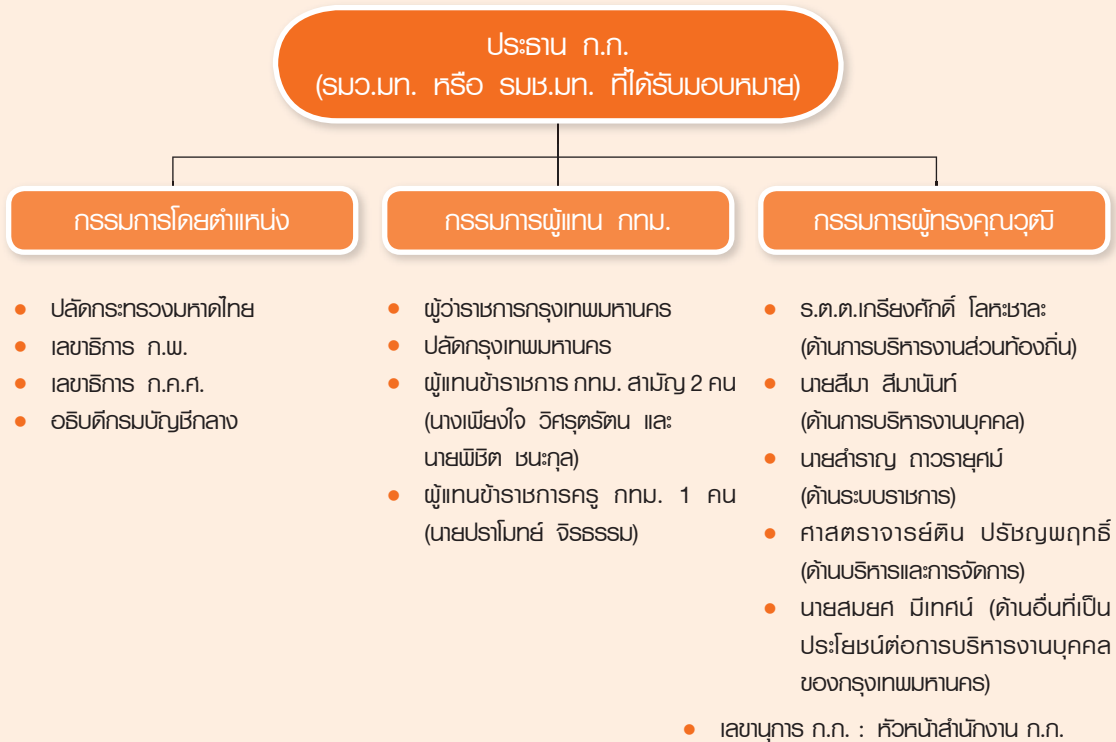 ประธาน ก.ก.
(รมว.มท. หรือ รมช.มท. ที่ได้รับมอบหมาย)
กรรมการโดยตำแหน่ง
• ปลัดกระทรวงมหาดไทย
• เลขาธิการ ก.พ.
• เลขาธิการ ก.ค.ศ.
• อธิบดีกรมบัญชีกลาง
กรรมการผู้แทน กทม.
• ผู้ว่าราชการกรุงเทพมหานคร
• ปลัดกรุงเทพมหานคร
• ผู้แทนข้าราชการ กทม. สามัญ 2 คน
(นางเพียงใจ วิศรุตรัตน และ
นายพิชิต ชนะกุล)
• ผู้แทนข้าราชการครู กทม. 1 คน
(นายปราโมทย์ จิรธรรม)
กรรมการผู้ทรงคุณวุฒิ
• ร.ต.ต.เกรียงศักดิ์ โลหะชาละ
(ด้านการบริหารงานส่วนท้องถิ่น)
• นายสีมา สีมานันท์
(ด้านการบริหารงานบุคคล)
• นายสำราญ ถาวรายุศม์
(ด้านระบบราชการ)
• ศาสตราจารย์ติน ปรัชญพฤทธิ์
(ด้านบริหารและการจัดการ)
• นายสมยศ มีเทศน์ (ด้านอื่นที่เป็น
ประโยชน์ต่อการบริหารงานบุคคล
ของกรุงเทพมหานคร)
• เลขานุการ ก.ก. : หัวหน้าสำนักงาน ก.ก.